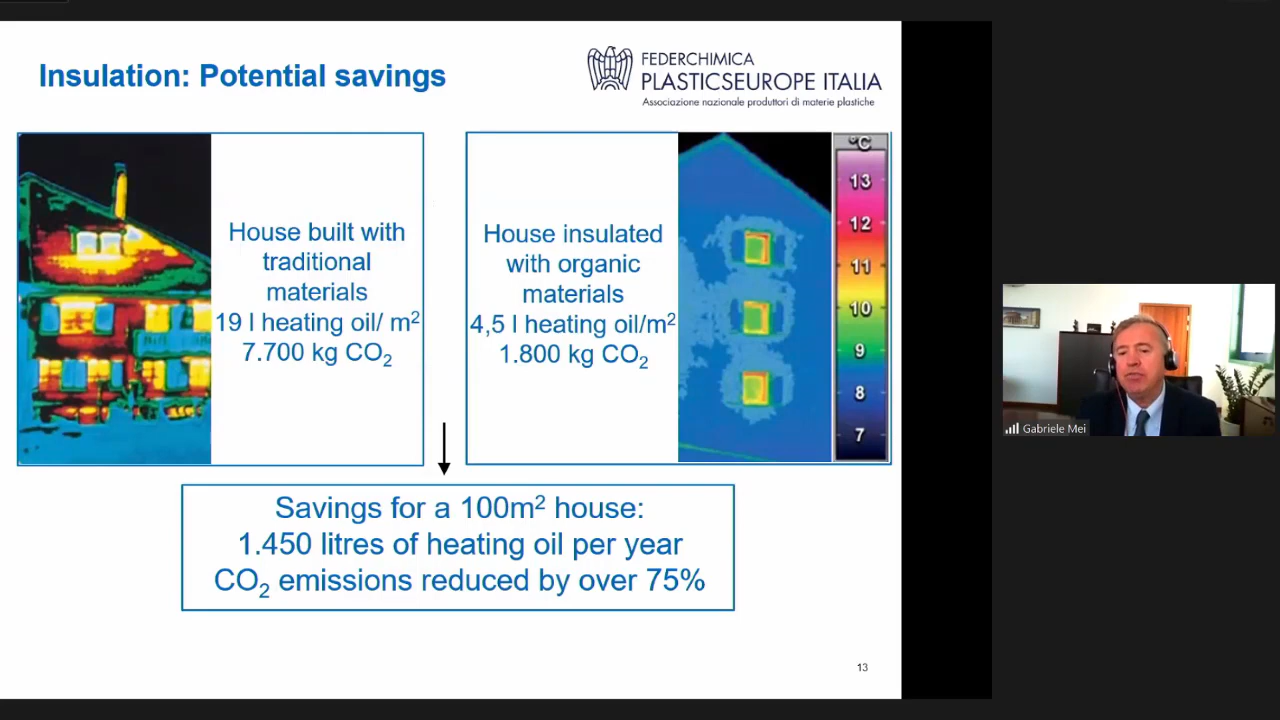 Insulation: Potential savings
FEDERCHIMICA
PLASTICSEUROPE ITALIA
Associazione nazionale produttori di materie plastiche
House built with
traditional
materials
19 l heating oil/ m²
7.700 kg CO₂
House insulated
with organic
materials
4,5 l heating oil/m²
1.800 kg CO₂
°C
13
12
11
10
9
8
7
Savings for a 100m² house:
1.450 litres of heating oil per year
CO₂ emissions reduced by over 75%
13
Gabriele Mei